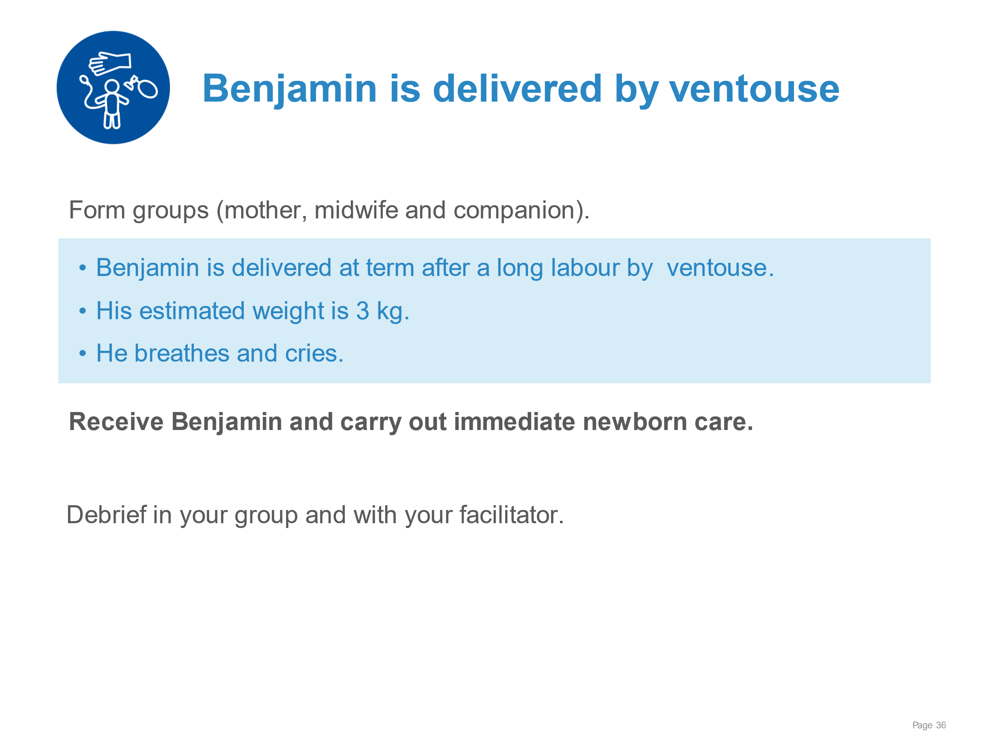 Benjamin is delivered by ventouse
Form groups (mother, midwife and companion).
• Benjamin is delivered at term after a long labour by  ventouse.
• His estimated weight is 3 kg.
• He breathes and cries.
Receive Benjamin and carry out immediate newborn care.
Debrief in your group and with your facilitator.
Page 36